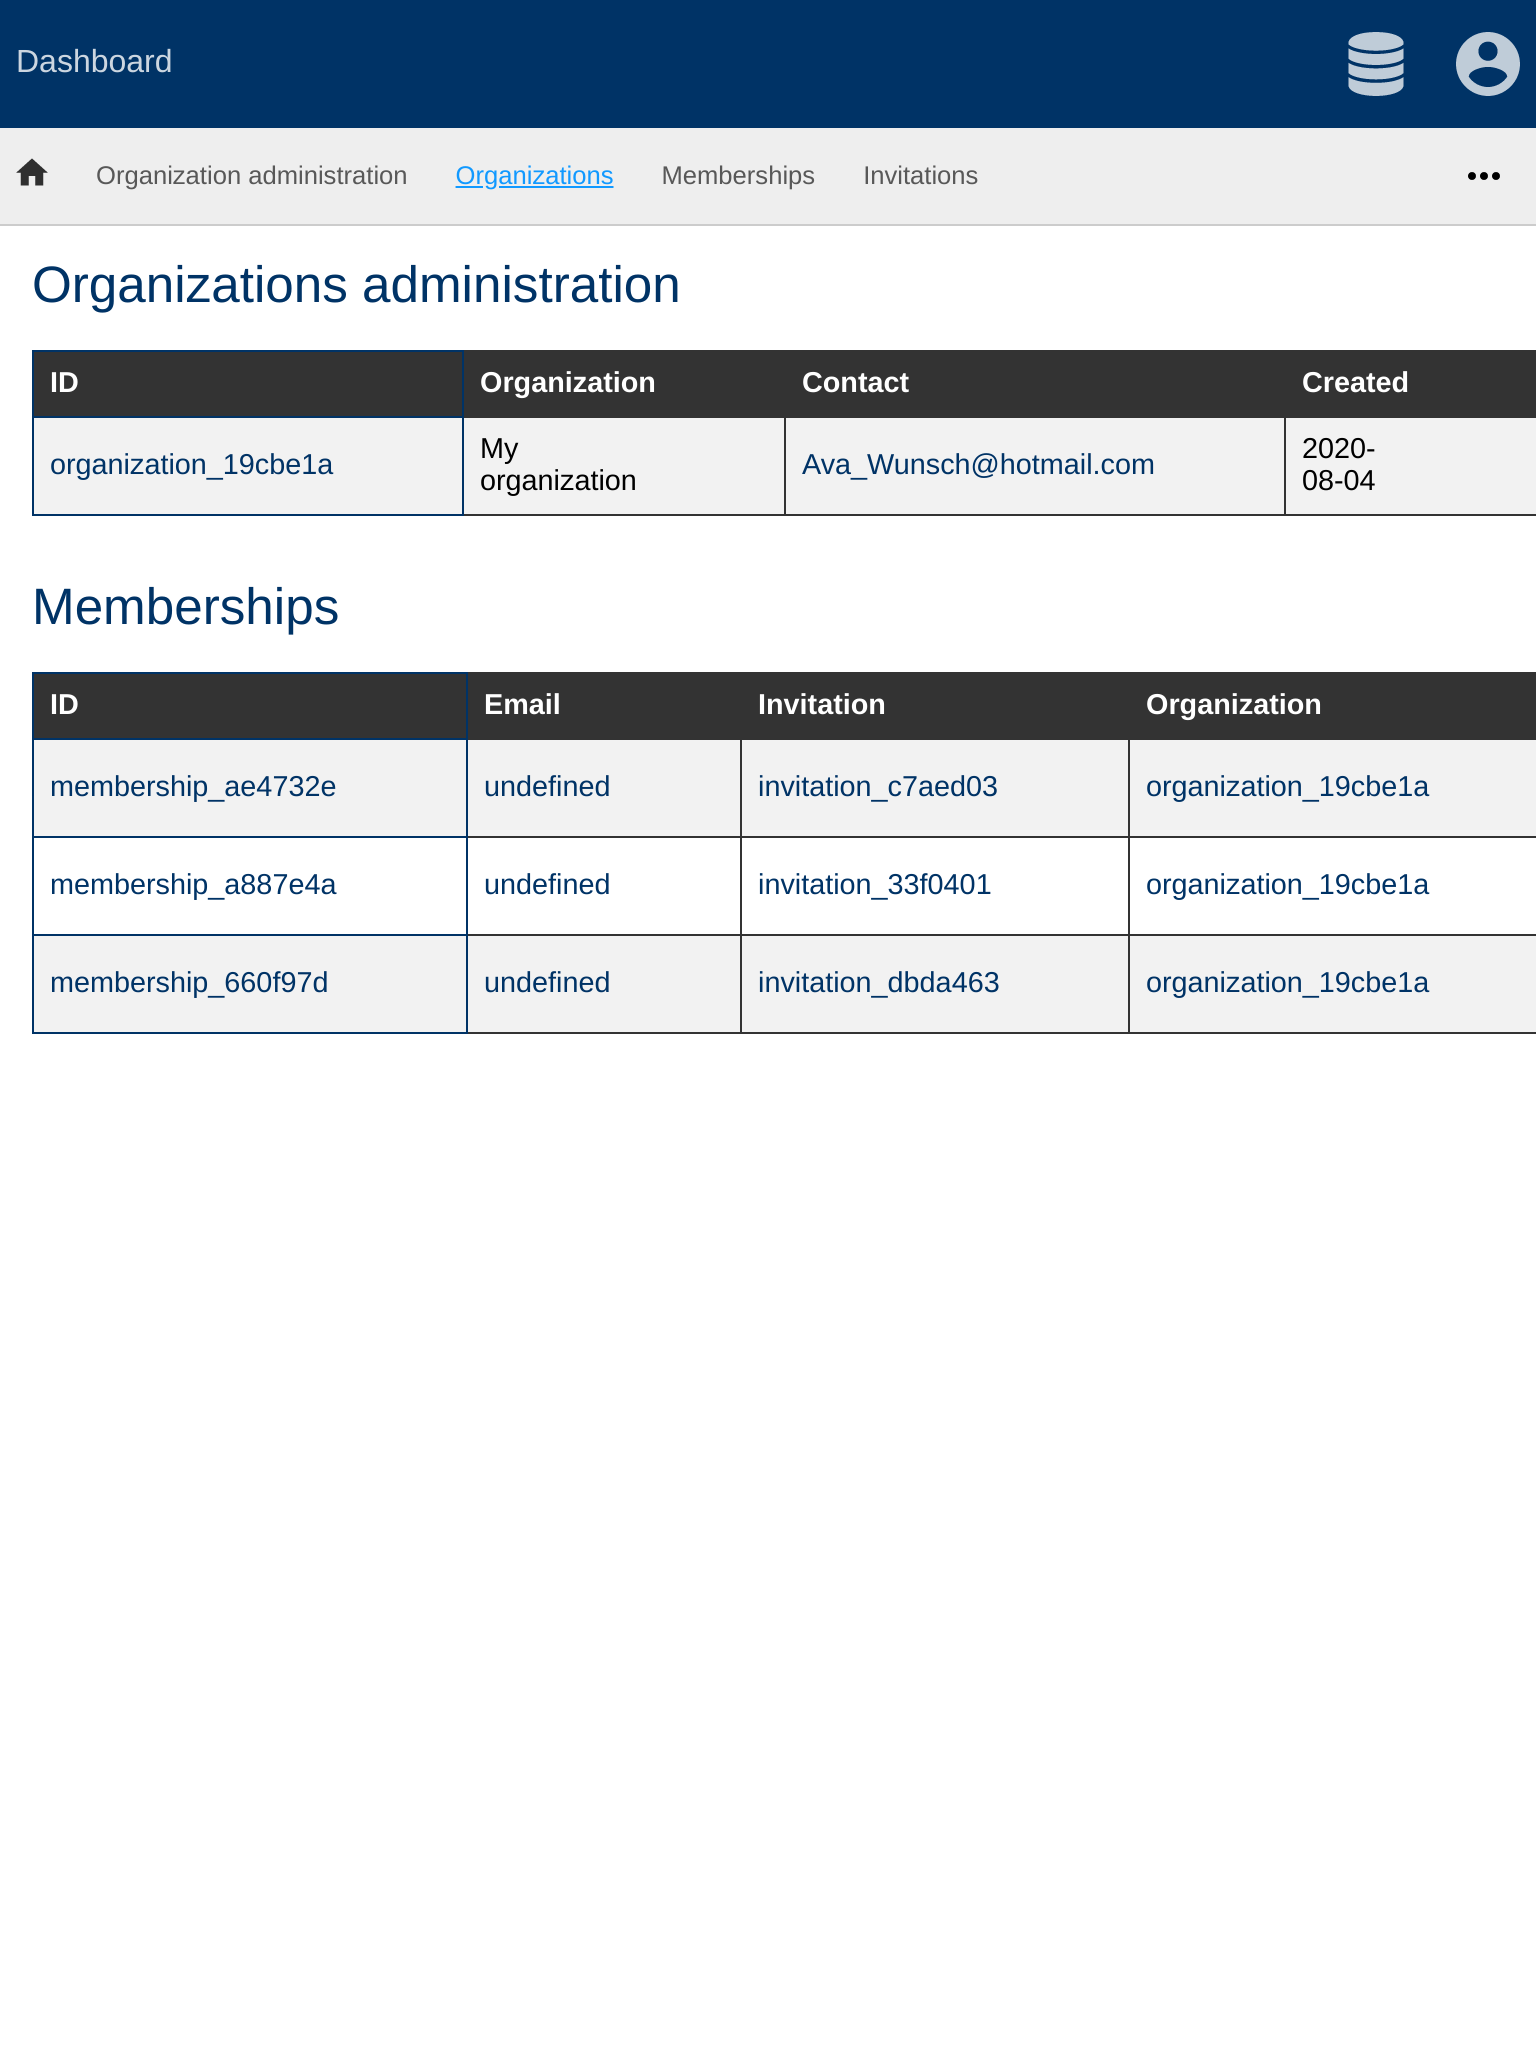 Dashboard
Organization administration Organizations Memberships Invitations
Organizations administration
ID Organization Contact Created
organization_19cbe1a My organization Ava_Wunsch@hotmail.com 2020-08-04
Memberships
ID Email Invitation Organization
membership_ae4732e undefined invitation_c7aed03 organization_19cbe1a
membership_a887e4a undefined invitation_33f0401 organization_19cbe1a
membership_660f97d undefined invitation_dbda463 organization_19cbe1a